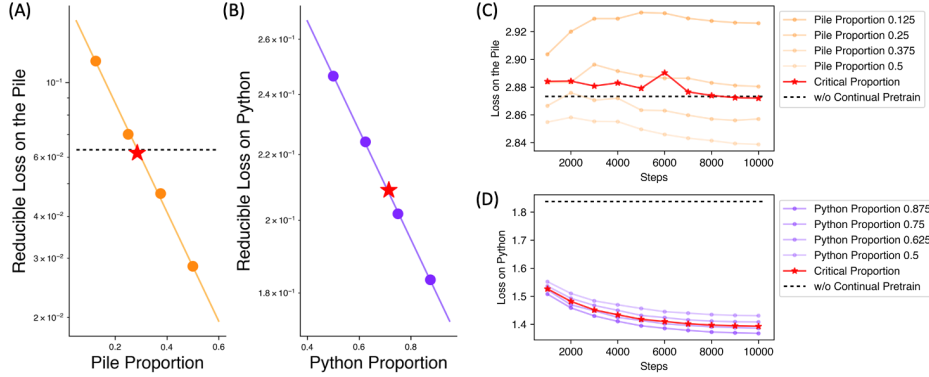 (A)
Reducible Loss on the Pile
10⁻¹
6 × 10⁻²
4 × 10⁻²
3 × 10⁻²
2 × 10⁻²
0.2 0.4 0.6
Pile Proportion
(B)
Reducible Loss on Python
2.6 × 10⁻¹
2.4 × 10⁻¹
2.2 × 10⁻¹
2 × 10⁻¹
1.8 × 10⁻¹
0.4 0.6 0.8
Python Proportion
(C)
Loss on the Pile
2.92
2.90
2.88
2.86
2.84
2000 4000 6000 8000 10000
Steps
Pile Proportion 0.125
Pile Proportion 0.25
Pile Proportion 0.375
Pile Proportion 0.5
Critical Proportion
w/o Continual Pretrain
(D)
Loss on Python
1.8
1.7
1.6
1.5
1.4
2000 4000 6000 8000 10000
Steps
Python Proportion 0.875
Python Proportion 0.75
Python Proportion 0.625
Python Proportion 0.5
Critical Proportion
w/o Continual Pretrain